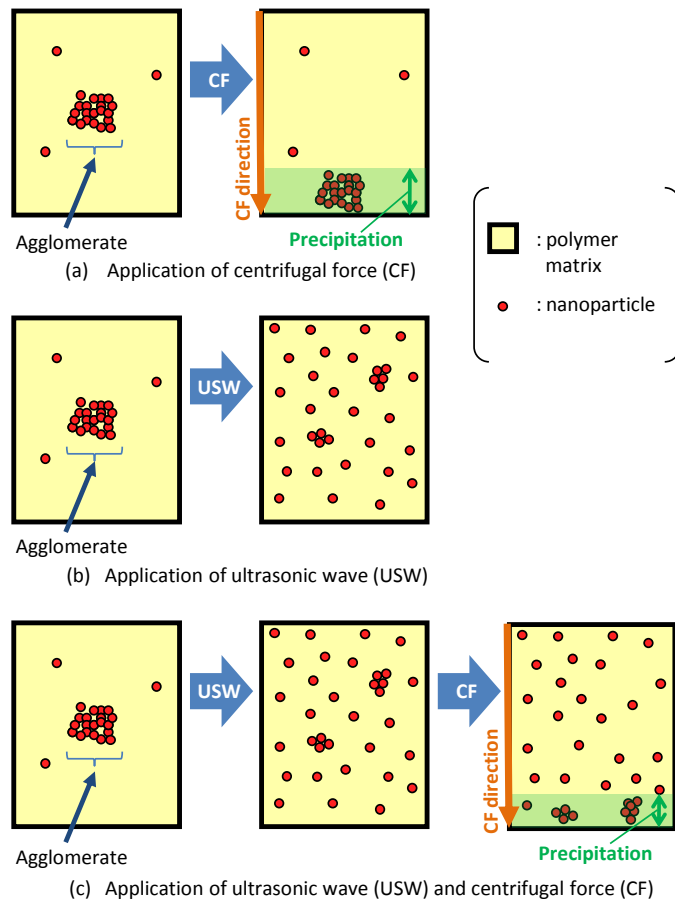 CF
CF direction
Agglomerate
Precipitation
(a) Application of centrifugal force (CF)
: polymer
matrix
: nanoparticle
USW
Agglomerate
(b) Application of ultrasonic wave (USW)
USW
CF
CF direction
Agglomerate
Precipitation
(c) Application of ultrasonic wave (USW) and centrifugal force (CF)